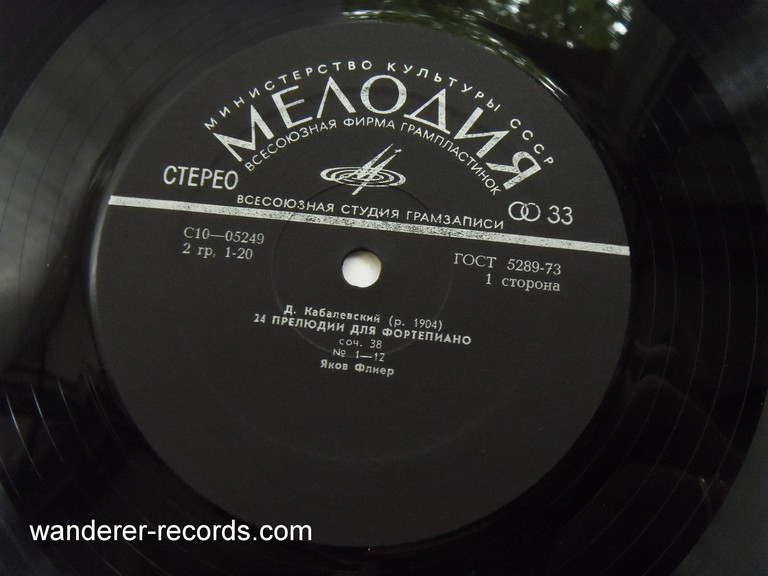 МИНИСТЕРСТВО КУЛЬТУРЫ СССР
МЕЛОДИЯ
ВСЕСОЮЗНАЯ ФИРМА ГРАМПЛАСТИНОК
СТЕРЕО
33
ВСЕСОЮЗНАЯ СТУДИЯ ГРАМЗАПИСИ
С10—05249
2 гр, 1-20
ГОСТ 5289-73
1 сторона
Д. Кабалевский (р. 1904)
24 ПРЕЛЮДИИ ДЛЯ ФОРТЕПИАНО
соч. 38
№ 1—12
Яков Флиер
wanderer-records.com